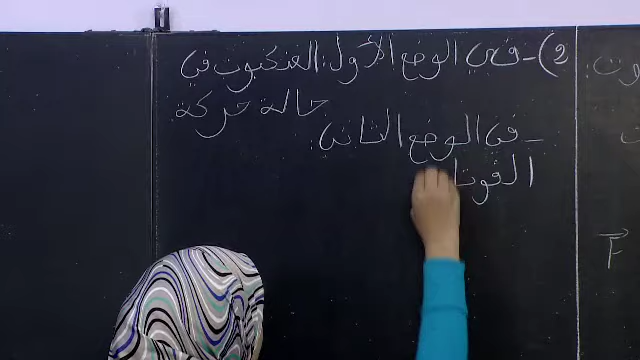 2)- في الوضع الأول: العنكبوت في
حالة حركة
- في الوضع الثاني:
القوتا
F